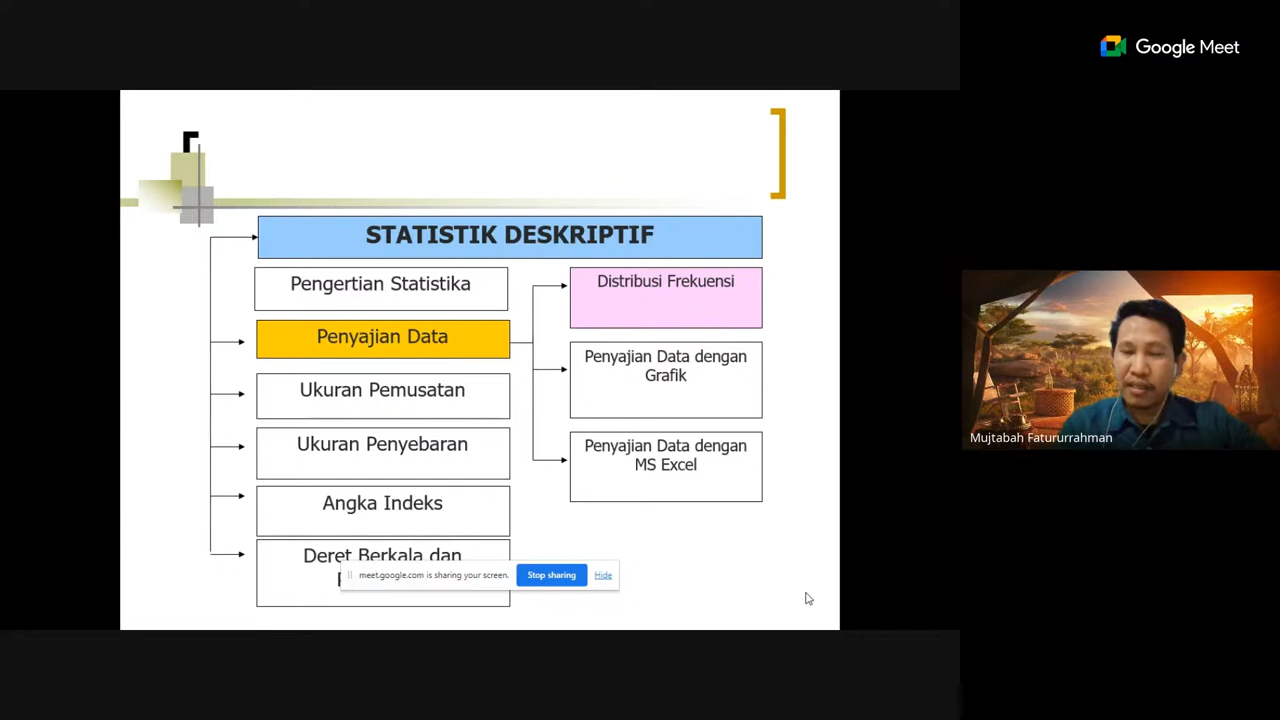 Google Meet
STATISTIK DESKRIPTIF
Pengertian Statistika
Penyajian Data
Ukuran Pemusatan
Ukuran Penyebaran
Angka Indeks
Deret Berkala dan
Distribusi Frekuensi
Penyajian Data dengan
Grafik
Penyajian Data dengan
MS Excel
meet.google.com is sharing your screen.
Stop sharing
Hide
Mujtabah Fatururrahman